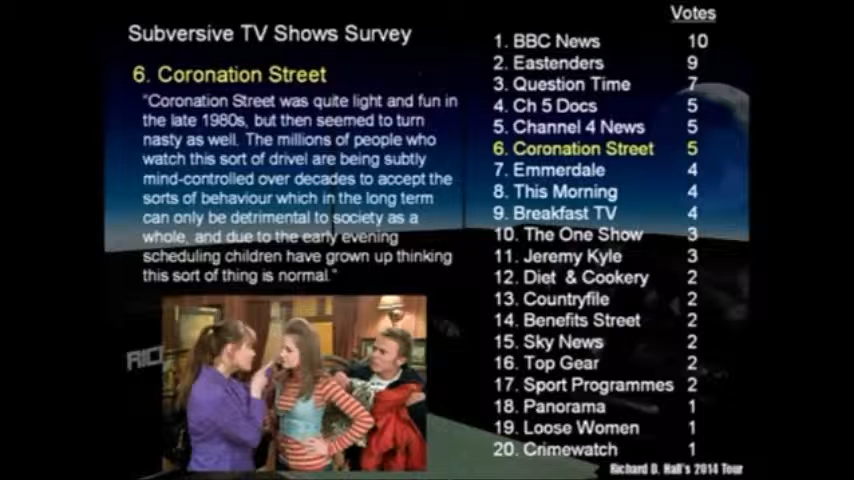 Subversive TV Shows Survey
6. Coronation Street
"Coronation Street was quite light and fun in
the late 1980s, but then seemed to turn
nasty as well. The millions of people who
watch this sort of drivel are being subtly
mind-controlled over decades to accept the
sorts of behaviour which in the long term
can only be detrimental to society as a
whole, and due to the early evening
scheduling children have grown up thinking
this sort of thing is normal."
Votes
1. BBC News 10
2. Eastenders 9
3. Question Time 7
4. Ch 5 Docs 5
5. Channel 4 News 5
6. Coronation Street 5
7. Emmerdale 4
8. This Morning 4
9. Breakfast TV 4
10. The One Show 3
11. Jeremy Kyle 3
12. Diet & Cookery 2
13. Countryfile 2
14. Benefits Street 2
15. Sky News 2
16. Top Gear 2
17. Sport Programmes 2
18. Panorama 1
19. Loose Women 1
20. Crimewatch 1
Richard D. Hall's 2014 Tour